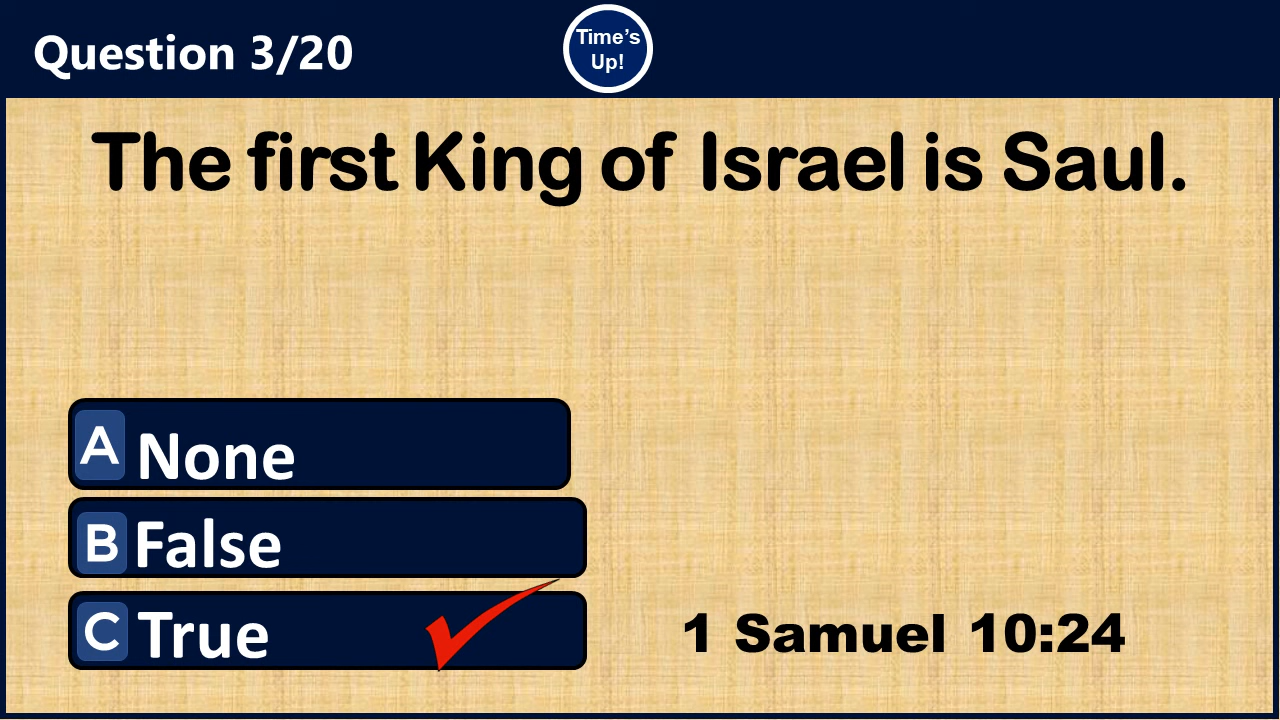 Question 3/20
Time's
Up!
The first King of Israel is Saul.
A None
B False
C True
1 Samuel 10:24